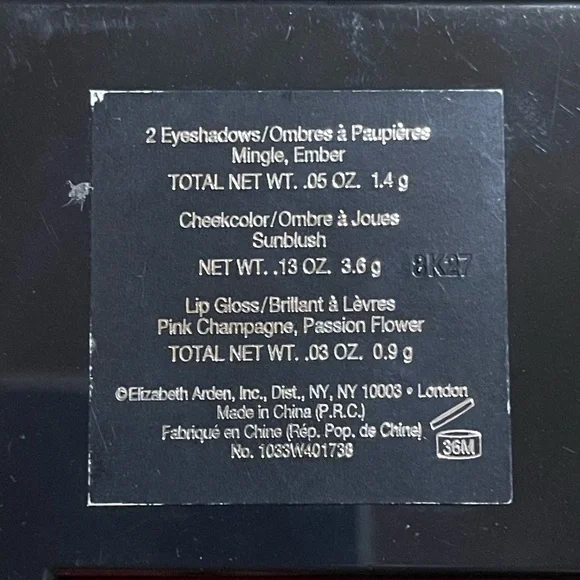 2 Eyeshadows/Ombres à Paupières
Mingle, Ember
TOTAL NET WT. .05 OZ. 1.4 g
Cheekcolor/Ombre à Joues
Sunblush
NET WT. .13 OZ. 3.6 g 8K27
Lip Gloss/Brillant à Lèvres
Pink Champagne, Passion Flower
TOTAL NET WT. .03 OZ. 0.9 g
©Elizabeth Arden, Inc., Dist., NY, NY 10003 • London
Made in China (P.R.C.)
Fabriqué en Chine (Rép. Pop. de Chine)
No. 1033W401736
36M